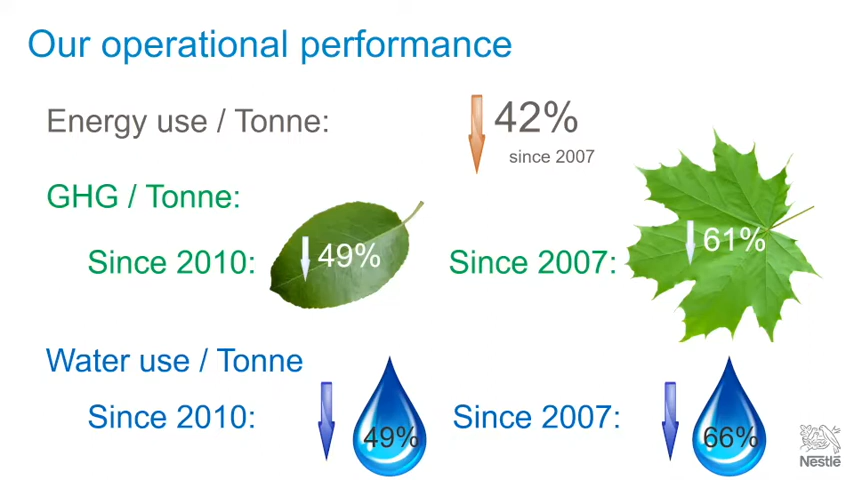 Our operational performance
Energy use / Tonne:
42%
since 2007
GHG / Tonne:
Since 2010:
49%
Since 2007:
61%
Water use / Tonne
Since 2010:
49%
Since 2007:
66%
Nestlé